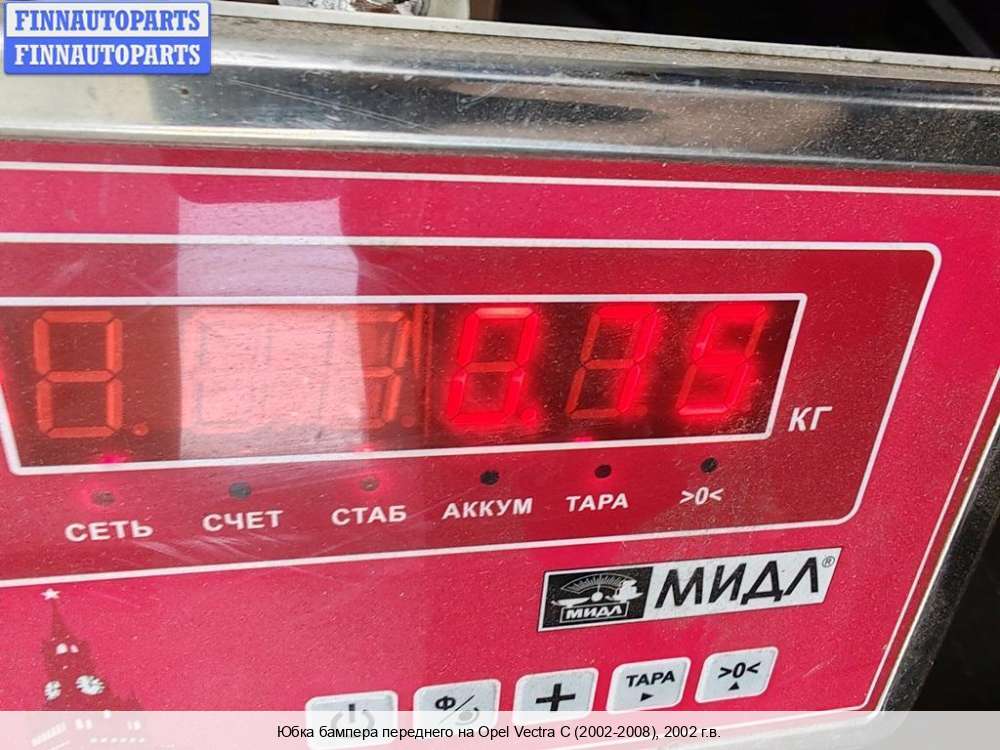 FINNAUTOPARTS
FINNAUTOPARTS
0.75
КГ
СЕТЬ СЧЕТ СТАБ АККУМ ТАРА >0<
МИДЛ МИДЛ®
Ф/ + ТАРА >0<
Юбка бампера переднего на Opel Vectra C (2002-2008), 2002 г.в.